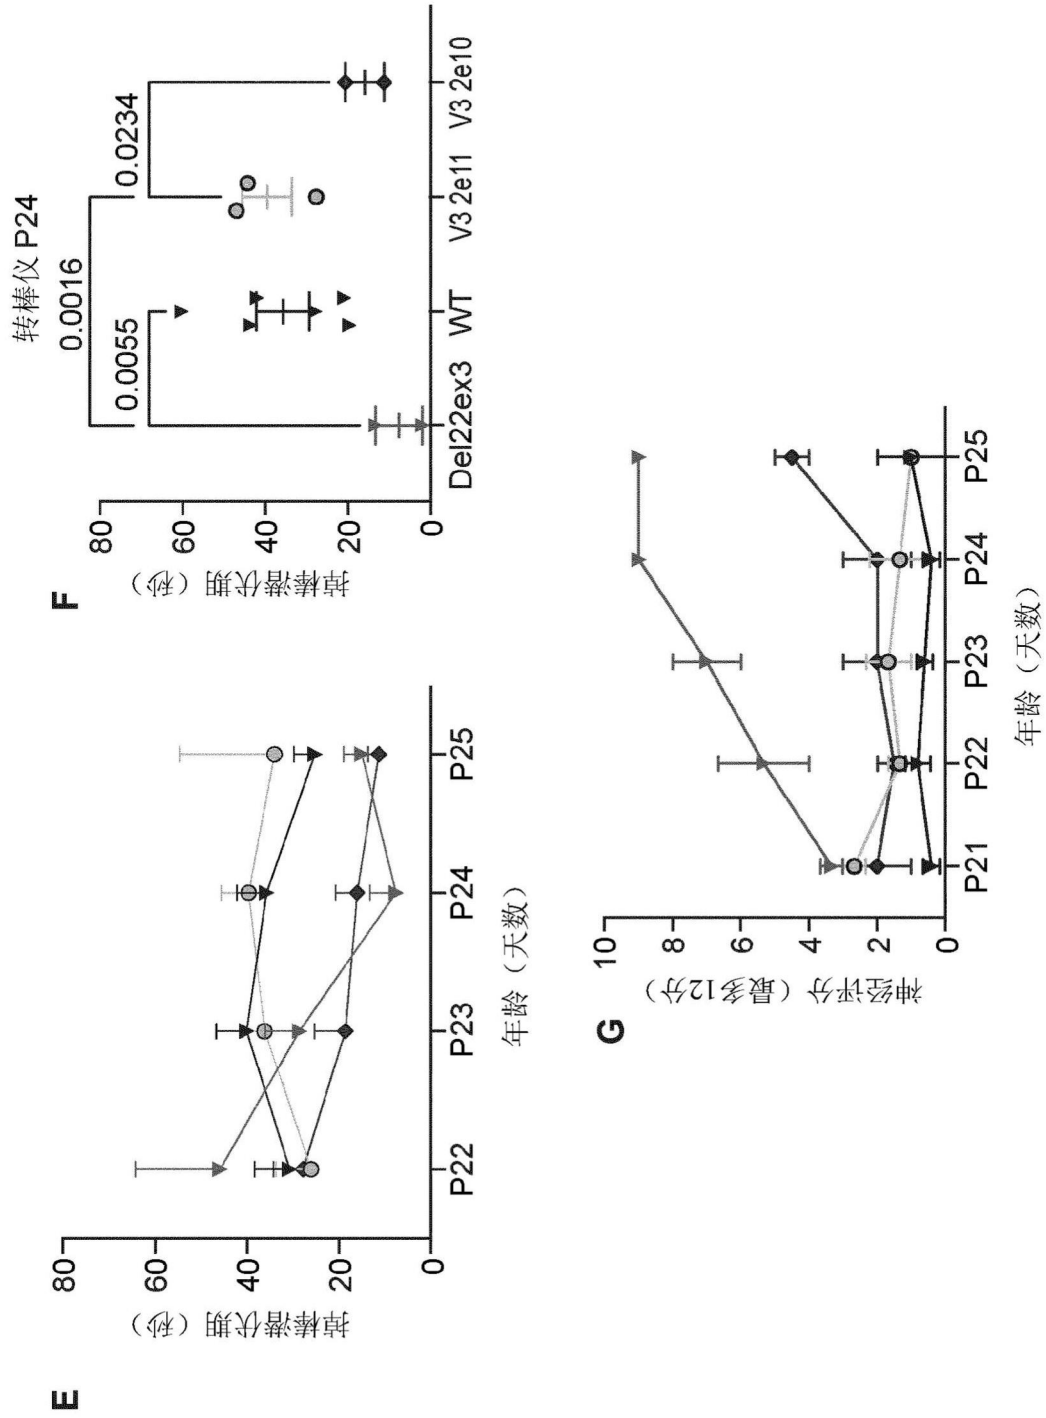 E
掉棒潜伏期（秒）
80
60
40
20
0
P22
P23
P24
P25
年龄（天数）
F
转棒仪 P24
掉棒潜伏期（秒）
80
60
40
20
0
0.0016
0.0055
0.0234
Del22ex3
WT
V3 2e11
V3 2e10
G
神经评分（最多12分）
10
8
6
4
2
0
P21
P22
P23
P24
P25
年龄（天数）